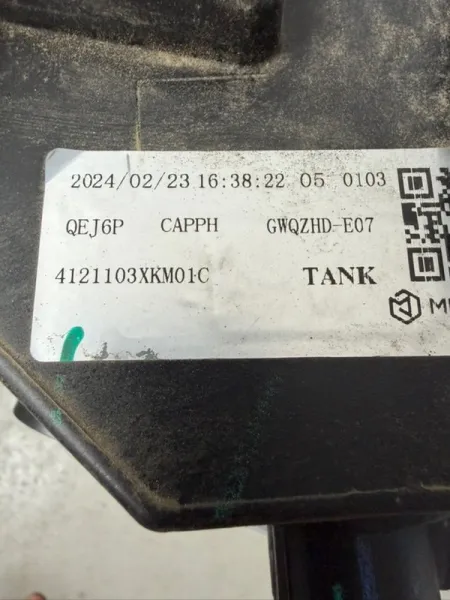 2024/02/23 16:38:22 05 0103
QEJ6P CAPPH GWQZHD-E07
4121103XKM01C TANK